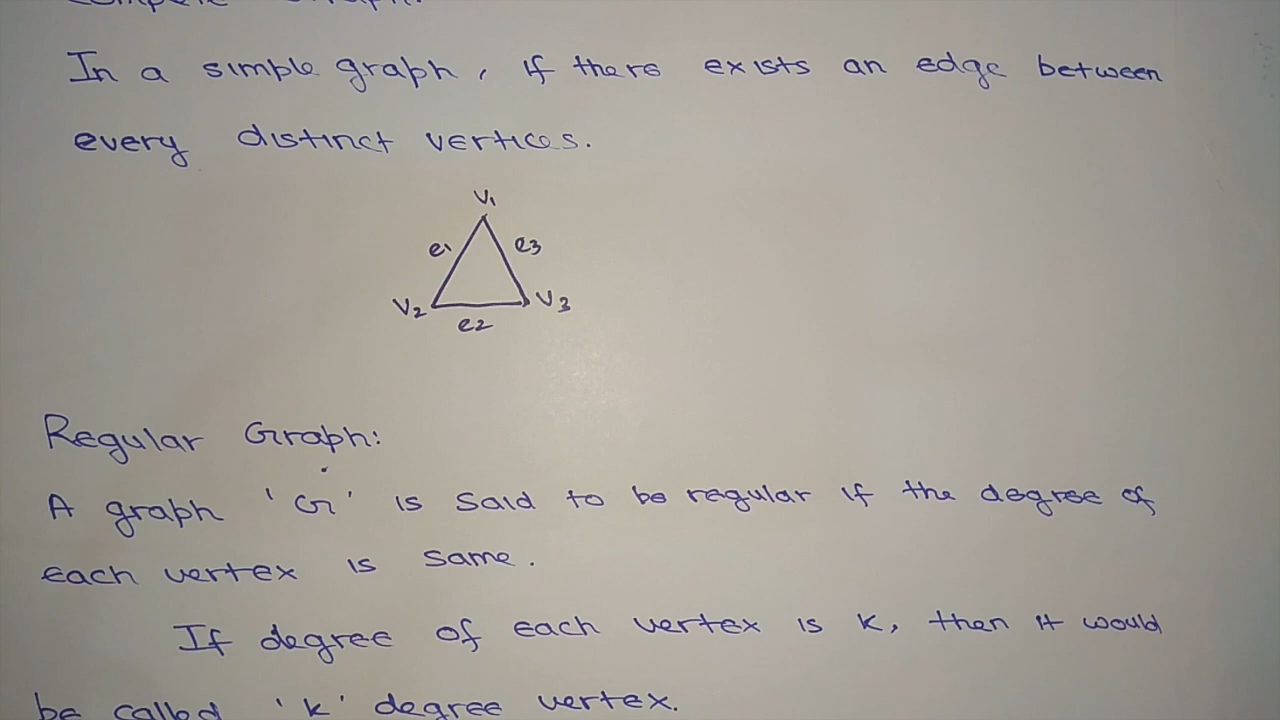 Complete Graph:
In a simple graph, if there exists an edge between
every distinct vertices.
V1
e1 e3
V2 V3
e2
Regular Graph:
A graph 'G' is said to be regular if the degree of
each vertex is same.
If degree of each vertex is K, then it would
be called 'K' degree vertex.